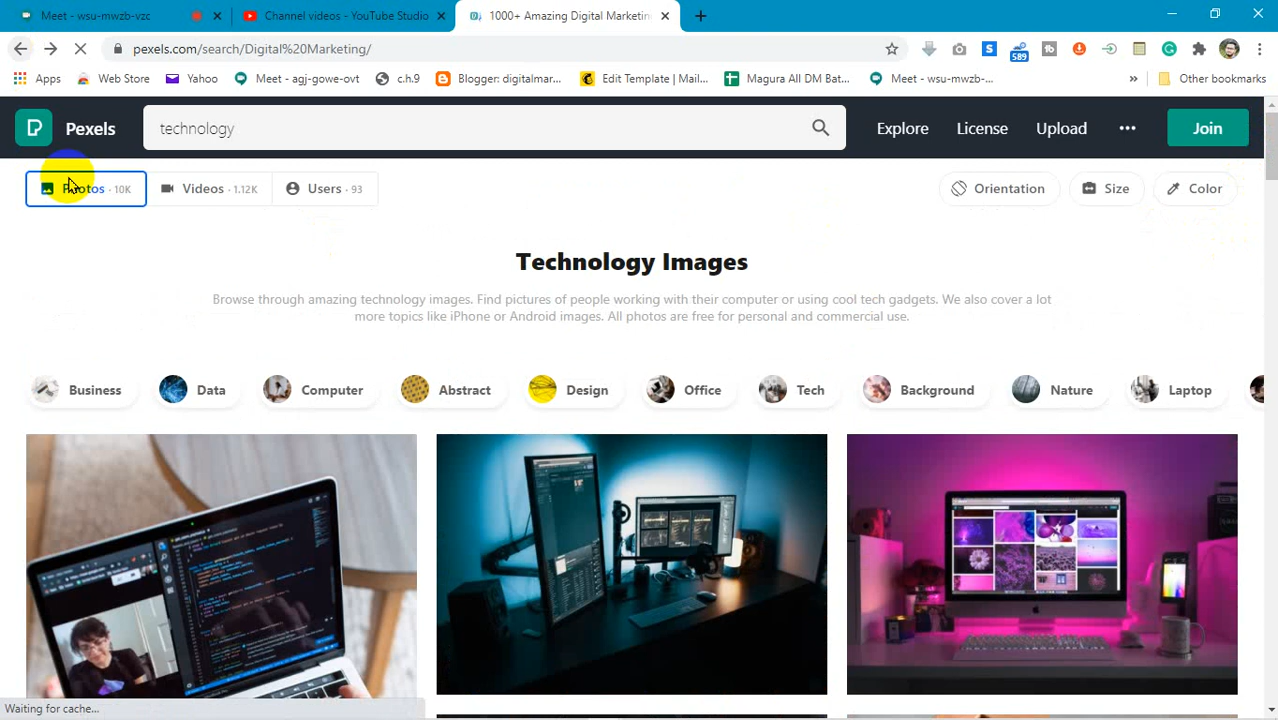 Meet - wsu-mwzb-vzc
Channel videos - YouTube Studio
1000+ Amazing Digital Marketin
pexels.com/search/Digital%20Marketing/
589
Apps
Web Store
Yahoo
Meet - agj-gowe-ovt
c.h.9
Blogger: digitalmar...
Edit Template | Mail...
Magura All DM Bat...
Meet - wsu-mwzb-...
»
Other bookmarks
Pexels
technology
Explore
License
Upload
Join
Photos · 10K
Videos · 1.12K
Users · 93
Orientation
Size
Color
Technology Images
Browse through amazing technology images. Find pictures of people working with their computer or using cool tech gadgets. We also cover a lot
more topics like iPhone or Android images. All photos are free for personal and commercial use.
Business
Data
Computer
Abstract
Design
Office
Tech
Background
Nature
Laptop
Waiting for cache...